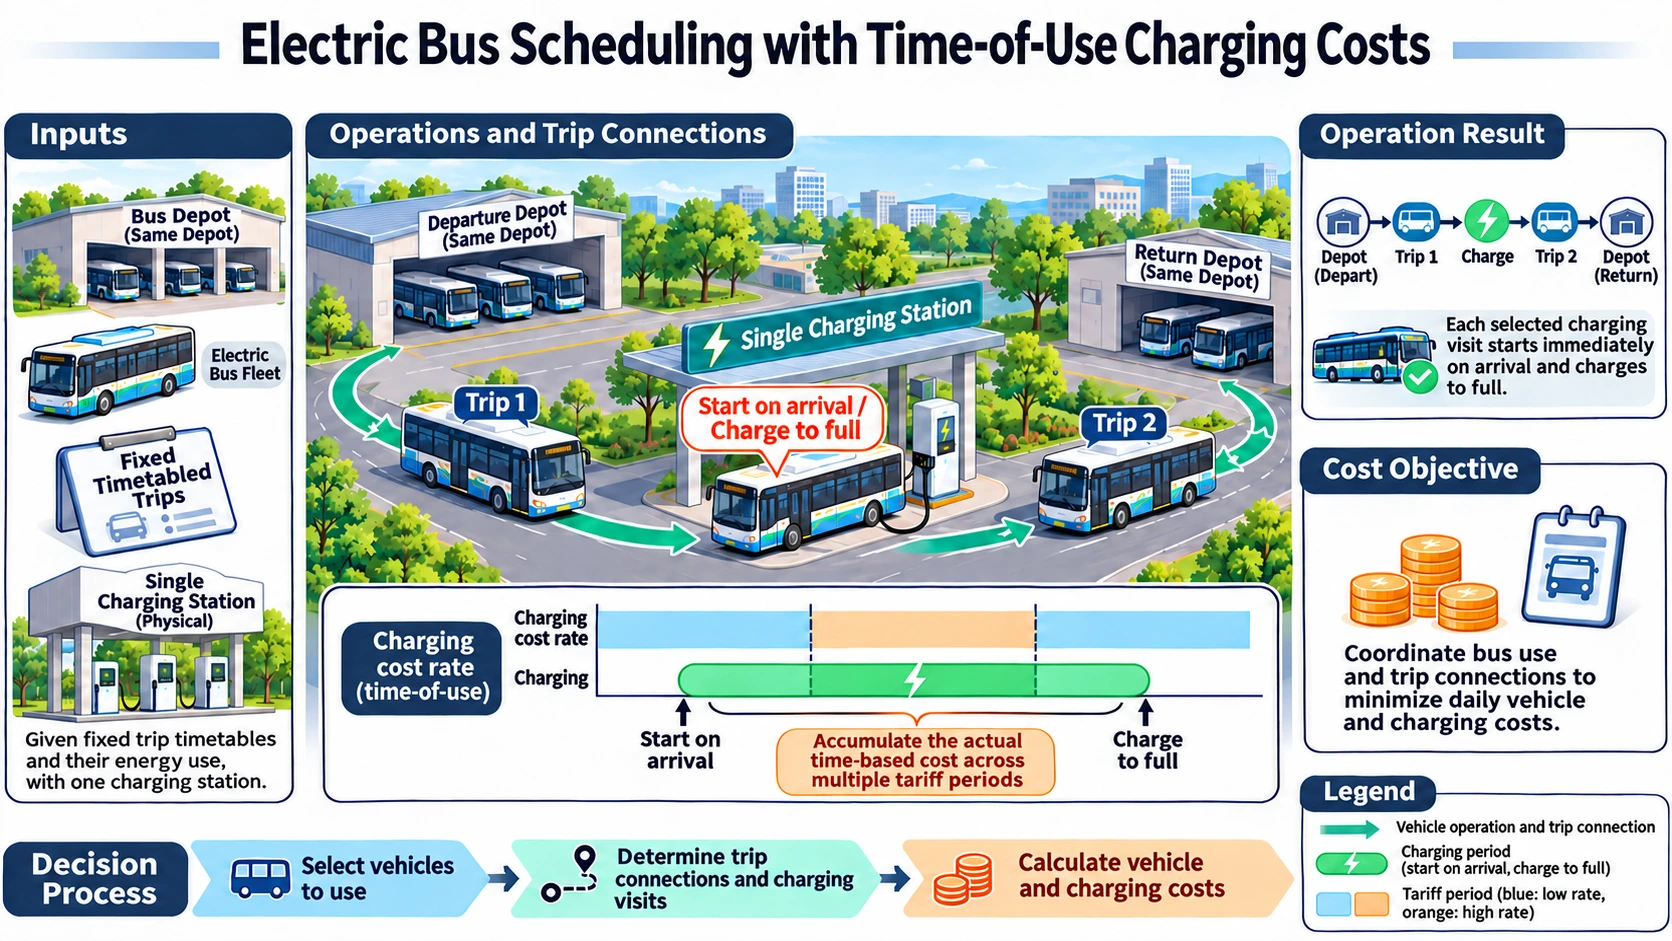 Electric Bus Scheduling with Time-of-Use Charging Costs
Inputs
Bus Depot
(Same Depot)
Electric
Bus Fleet
Fixed
Timetabled
Trips
Single
Charging Station
(Physical)
Given fixed trip timetables
and their energy use,
with one charging station.
Operations and Trip Connections
Departure Depot
(Same Depot)
Return Depot
(Same Depot)
Single Charging Station
Trip 1
Start on arrival /
Charge to full
Trip 2
Charging
cost rate
(time-of-use)
Charging
cost rate
Charging
Start on
arrival
Accumulate the actual
time-based cost across
multiple tariff periods
Charge
to full
Operation Result
Depot
(Depart)
Trip 1
Charge
Trip 2
Depot
(Return)
Each selected charging
visit starts immediately
on arrival and charges
to full.
Cost Objective
Coordinate bus use
and trip connections to
minimize daily vehicle
and charging costs.
Legend
Vehicle operation and trip connection
Charging period
(start on arrival, charge to full)
Tariff period (blue: low rate,
orange: high rate)
Decision
Process
Select vehicles
to use
Determine trip
connections and charging
visits
Calculate vehicle
and charging costs